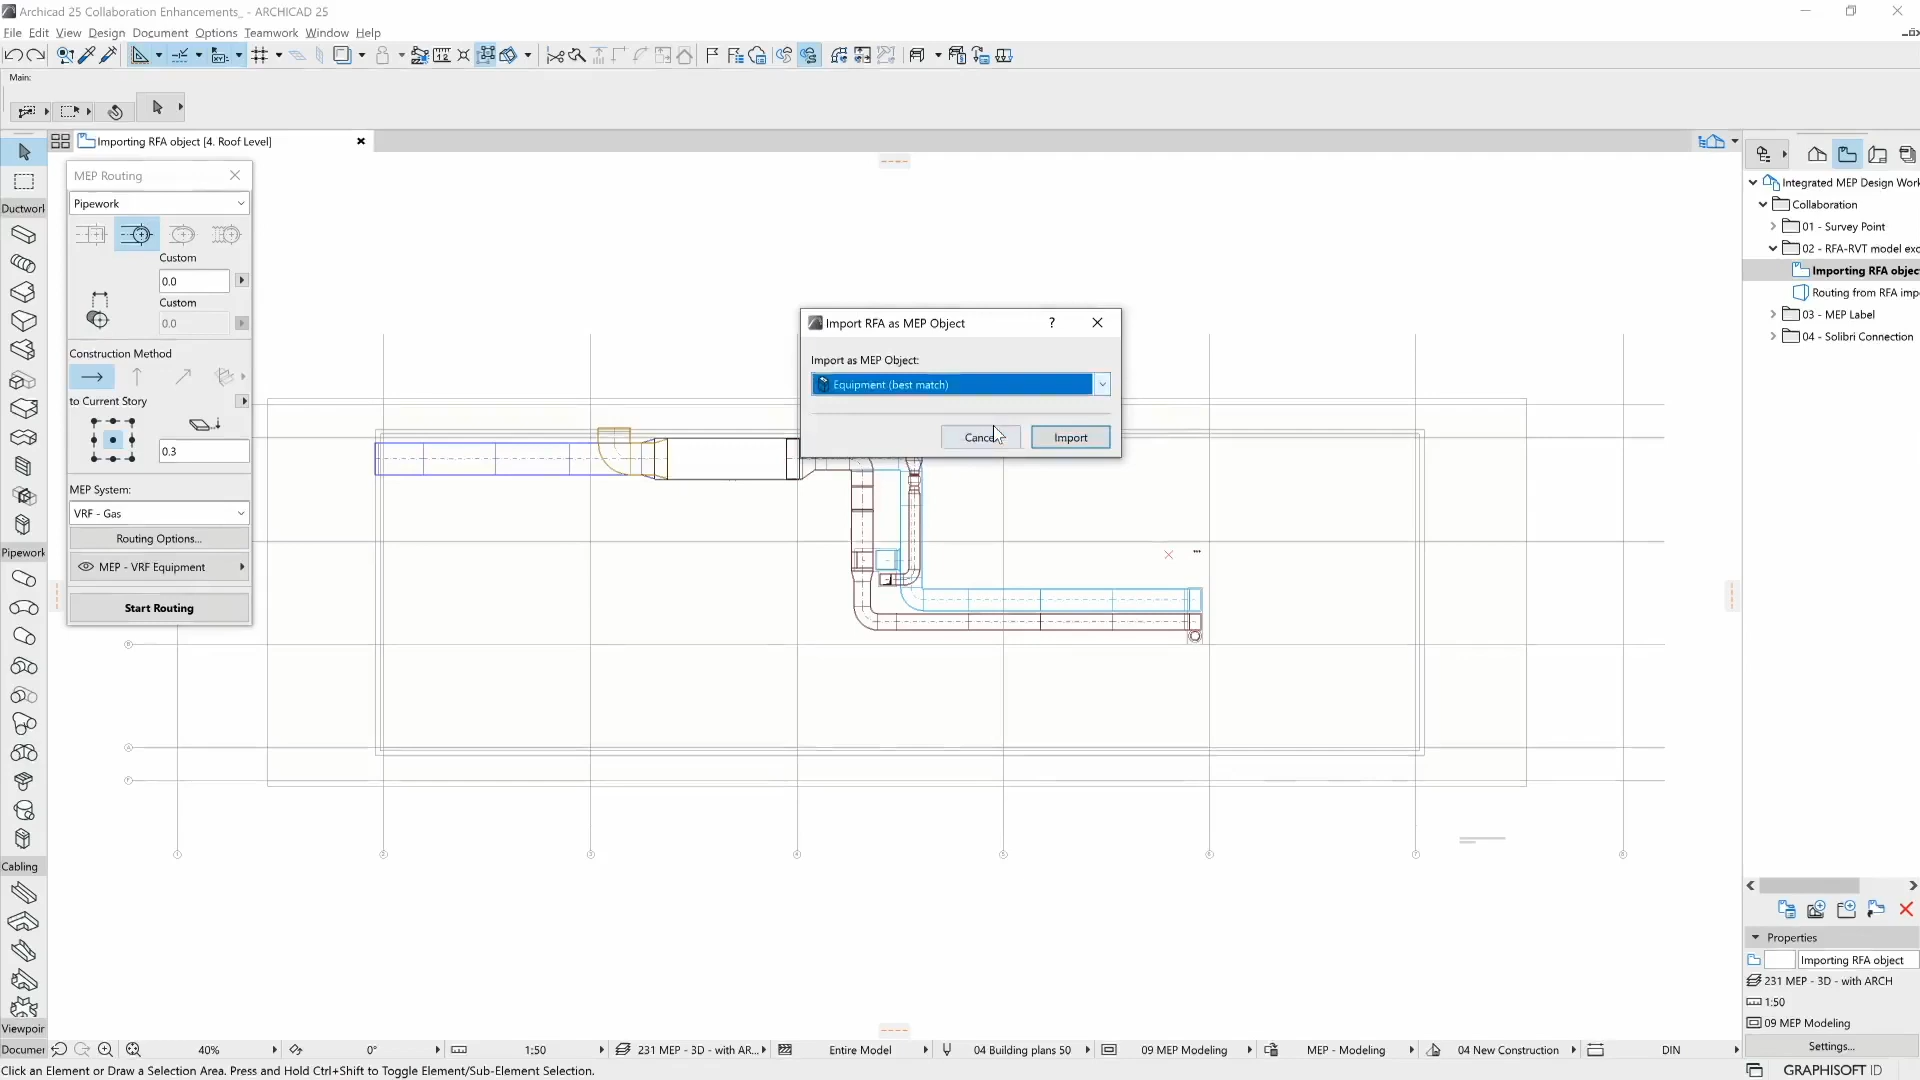 Archicad 25 Collaboration Enhancements_ - ARCHICAD 25
File Edit View Design Document Options Teamwork Window Help
Main:
Importing RFA object [4. Roof Level]
MEP Routing
Pipework
Custom
0.0
Custom
0.0
Construction Method
to Current Story
0.3
MEP System:
VRF - Gas
Routing Options...
MEP - VRF Equipment
Start Routing
Ductwork
Pipework
Cabling
Viewpoin
Documen
Import RFA as MEP Object
?
Import as MEP Object:
Equipment (best match)
Cancel
Import
Integrated MEP Design Work
Collaboration
01 - Survey Point
02 - RFA-RVT model exc
Importing RFA objec
Routing from RFA imp
03 - MEP Label
04 - Solibri Connection
Properties
Importing RFA object
231 MEP - 3D - with ARCH
1:50
09 MEP Modeling
Settings...
40%
0°
1:50
231 MEP - 3D - with AR...
Entire Model
04 Building plans 50
09 MEP Modeling
MEP - Modeling
04 New Construction
DIN
Click an Element or Draw a Selection Area. Press and Hold Ctrl+Shift to Toggle Element/Sub-Element Selection.
GRAPHISOFT ID